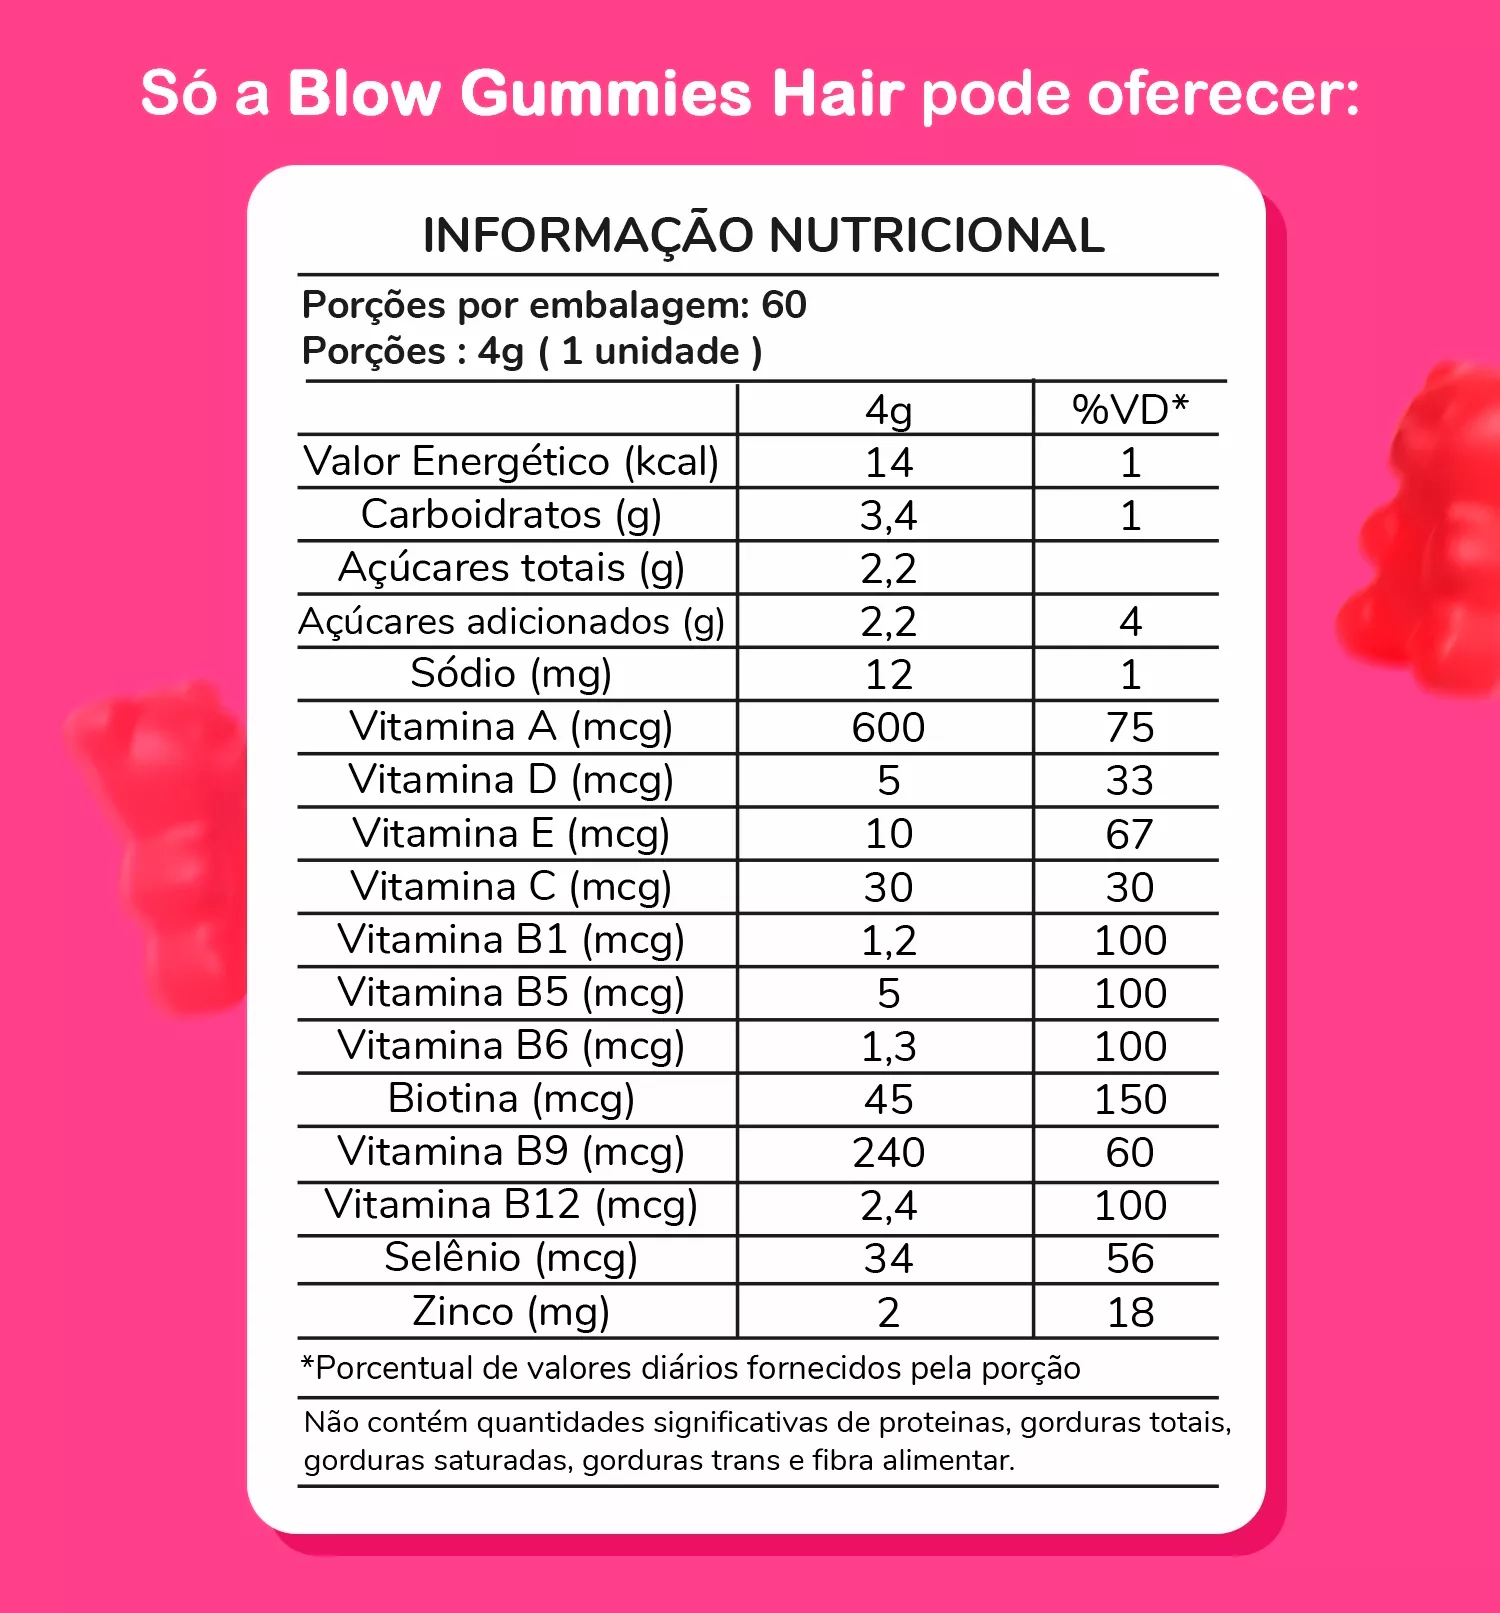 Só a Blow Gummies Hair pode oferecer:
INFORMAÇÃO NUTRICIONAL
Porções por embalagem: 60
Porções : 4g ( 1 unidade )
4g %VD*
Valor Energético (kcal) 14 1
Carboidratos (g) 3,4 1
Açúcares totais (g) 2,2
Açúcares adicionados (g) 2,2 4
Sódio (mg) 12 1
Vitamina A (mcg) 600 75
Vitamina D (mcg) 5 33
Vitamina E (mcg) 10 67
Vitamina C (mcg) 30 30
Vitamina B1 (mcg) 1,2 100
Vitamina B5 (mcg) 5 100
Vitamina B6 (mcg) 1,3 100
Biotina (mcg) 45 150
Vitamina B9 (mcg) 240 60
Vitamina B12 (mcg) 2,4 100
Selênio (mcg) 34 56
Zinco (mg) 2 18
*Porcentual de valores diários fornecidos pela porção
Não contém quantidades significativas de proteinas, gorduras totais,
gorduras saturadas, gorduras trans e fibra alimentar.